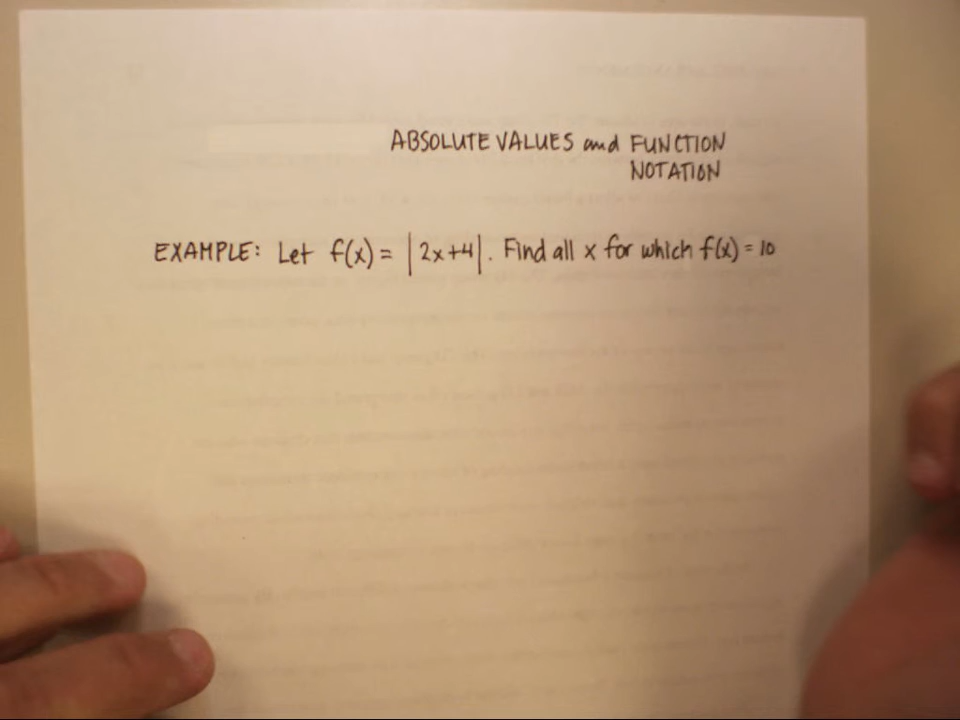 ABSOLUTE VALUES and FUNCTION
NOTATION
EXAMPLE: Let f(x) = |2x+4|. Find all x for which f(x) = 10